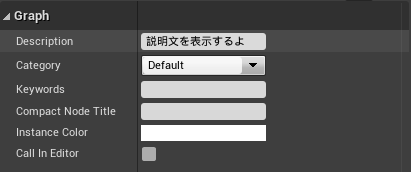 Graph
Description 説明文を表示するよ
Category Default
Keywords
Compact Node Title
Instance Color
Call In Editor